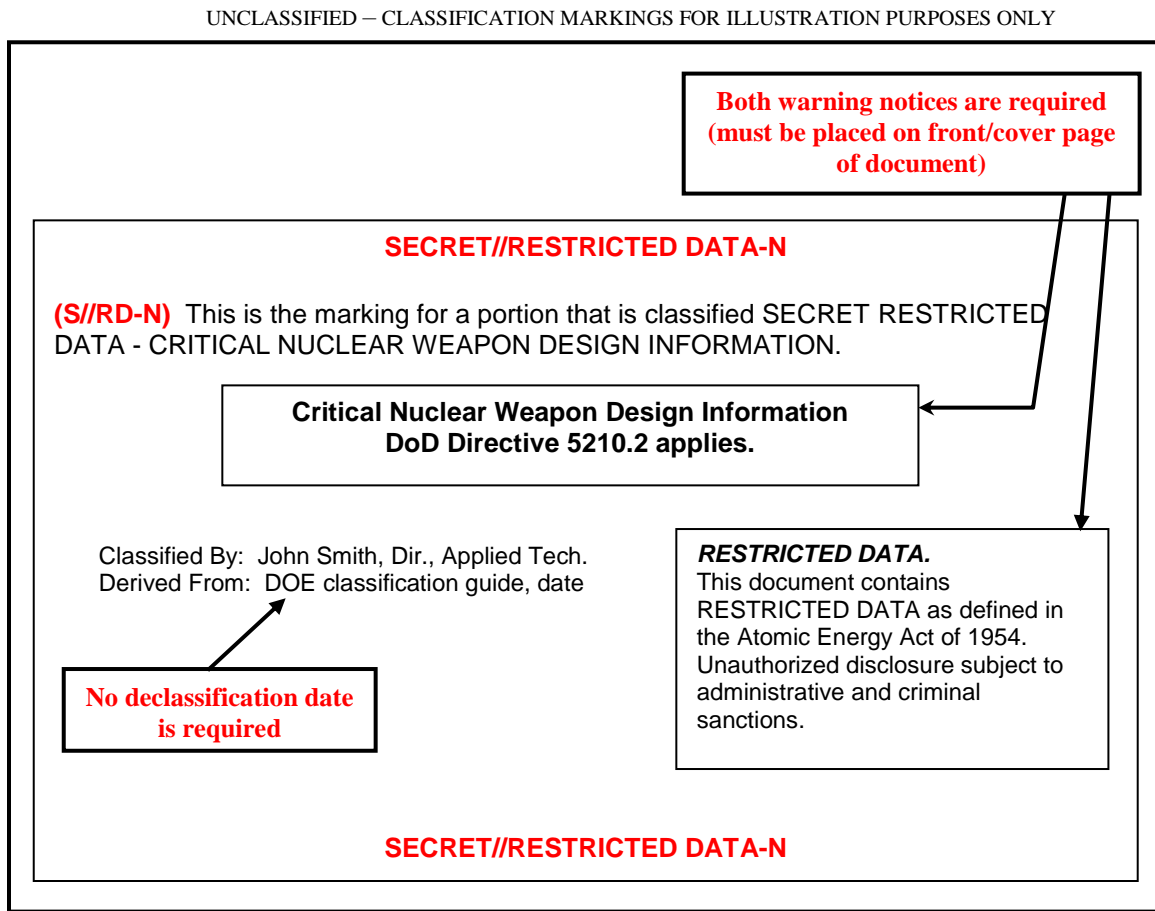 UNCLASSIFIED – CLASSIFICATION MARKINGS FOR ILLUSTRATION PURPOSES ONLY
Both warning notices are required
(must be placed on front/cover page
of document)
SECRET//RESTRICTED DATA-N
(S//RD-N) This is the marking for a portion that is classified SECRET RESTRICTED
DATA - CRITICAL NUCLEAR WEAPON DESIGN INFORMATION.
Critical Nuclear Weapon Design Information
DoD Directive 5210.2 applies.
Classified By: John Smith, Dir., Applied Tech.
Derived From: DOE classification guide, date
No declassification date
is required
RESTRICTED DATA.
This document contains
RESTRICTED DATA as defined in
the Atomic Energy Act of 1954.
Unauthorized disclosure subject to
administrative and criminal
sanctions.
SECRET//RESTRICTED DATA-N